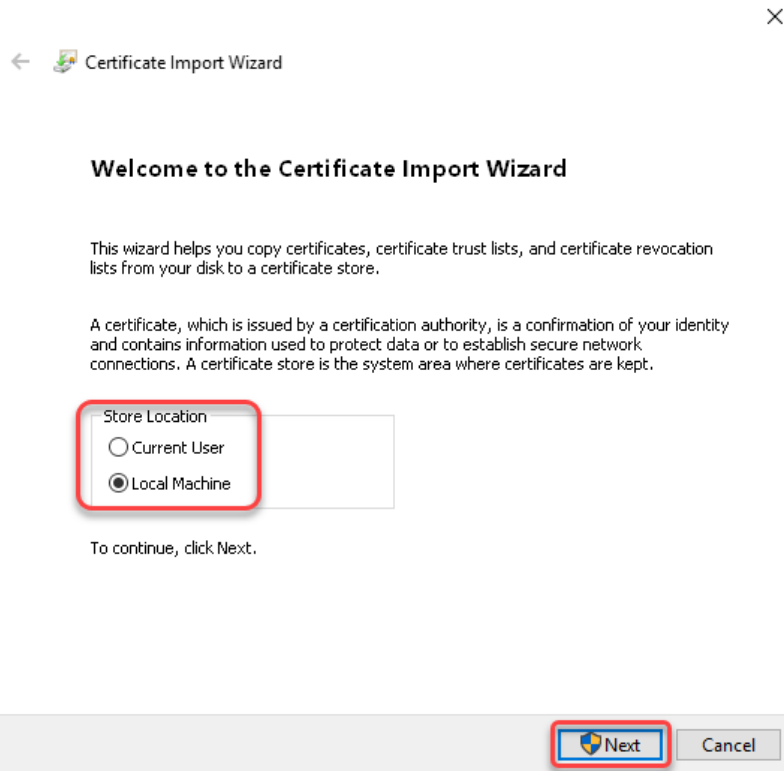 Certificate Import Wizard
Welcome to the Certificate Import Wizard
This wizard helps you copy certificates, certificate trust lists, and certificate revocation
lists from your disk to a certificate store.
A certificate, which is issued by a certification authority, is a confirmation of your identity
and contains information used to protect data or to establish secure network
connections. A certificate store is the system area where certificates are kept.
Store Location
Current User
Local Machine
To continue, click Next.
Next
Cancel